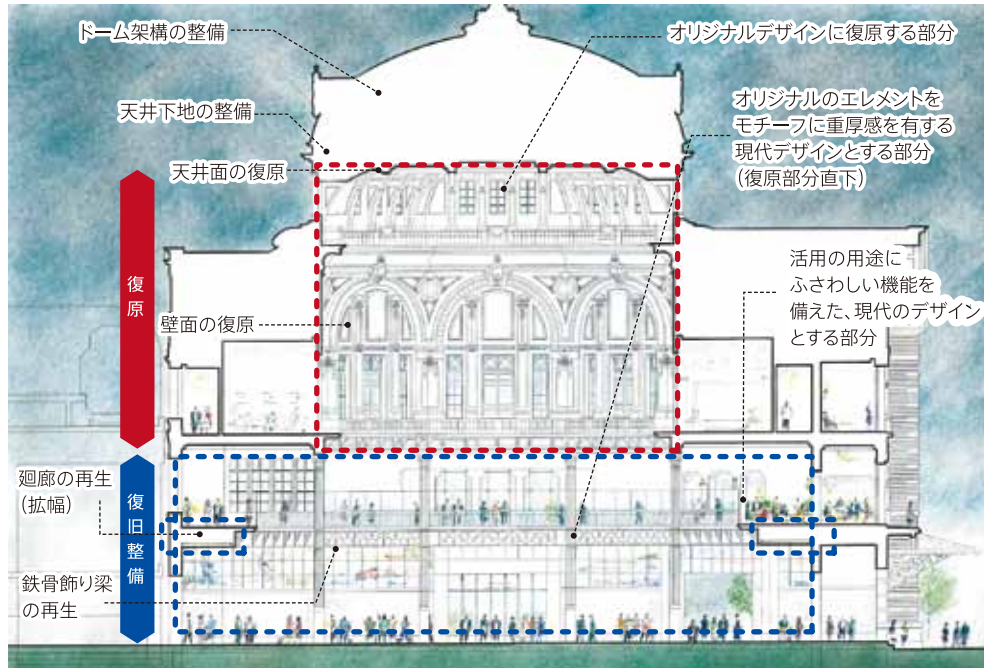 ドーム架構の整備
天井下地の整備
天井面の復原
復原
壁面の復原
廻廊の再生
(拡幅)
復旧整備
鉄骨飾り梁
の再生
オリジナルデザインに復原する部分
オリジナルのエレメントを
モチーフに重厚感を有する
現代デザインとする部分
(復原部分直下)
活用の用途に
ふさわしい機能を
備えた、現代のデザイン
とする部分